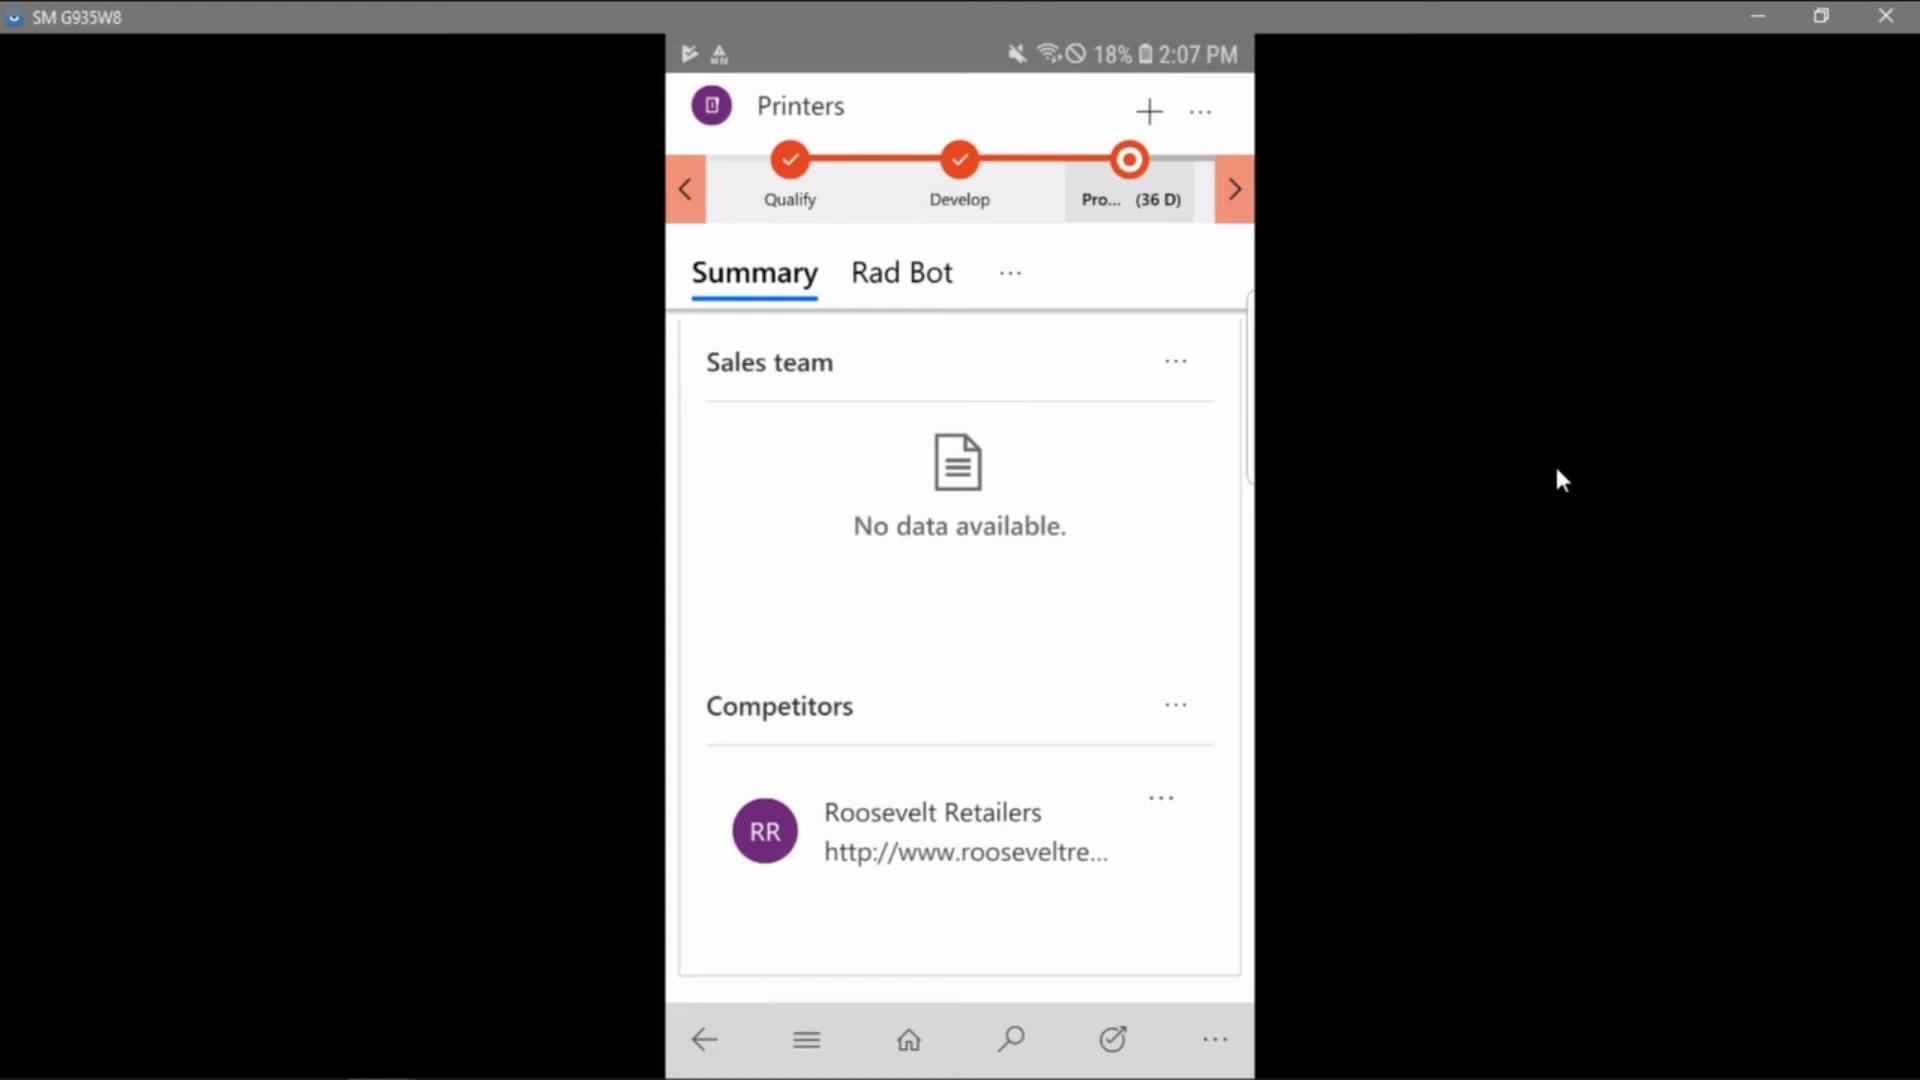 SM G935W8
18% 2:07 PM
Printers
Qualify
Develop
Pro... (36 D)
Summary
Rad Bot
...
Sales team
No data available.
Competitors
RR
Roosevelt Retailers
http://www.rooseveltre...